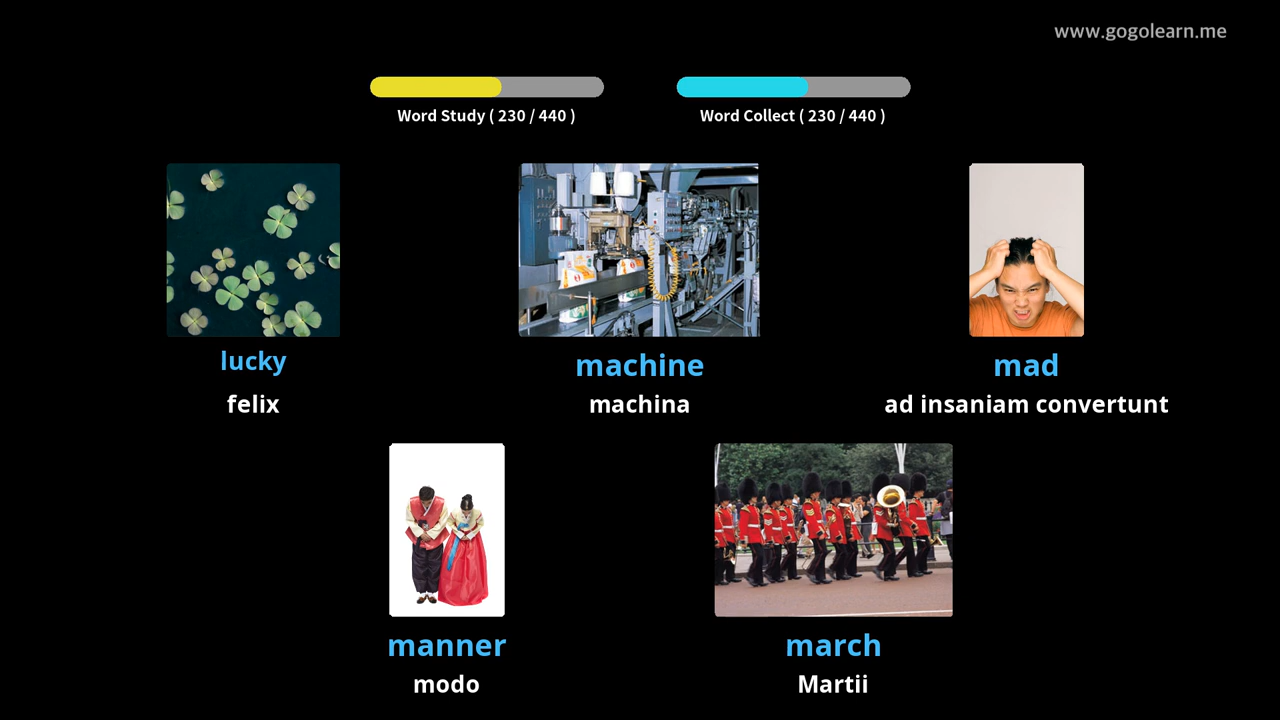 www.gogolearn.me
Word Study ( 230 / 440 )
Word Collect ( 230 / 440 )
lucky
felix
machine
machina
mad
ad insaniam convertunt
manner
modo
march
Martii